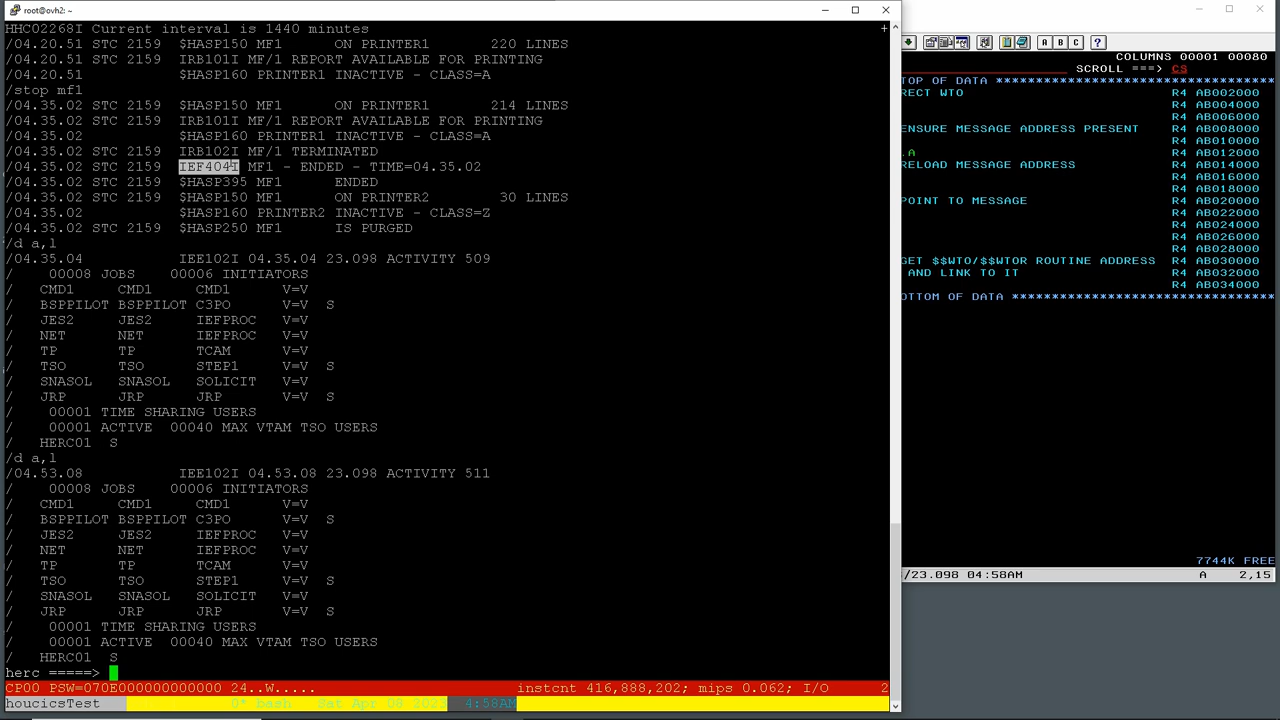 root@ovh2: ~
HHC02268I Current interval is 1440 minutes
/04.20.51 STC 2159 $HASP150 MF1 ON PRINTER1 220 LINES
/04.20.51 STC 2159 IRB101I MF/1 REPORT AVAILABLE FOR PRINTING
/04.20.51 $HASP160 PRINTER1 INACTIVE - CLASS=A
/stop mf1
/04.35.02 STC 2159 $HASP150 MF1 ON PRINTER1 214 LINES
/04.35.02 STC 2159 IRB101I MF/1 REPORT AVAILABLE FOR PRINTING
/04.35.02 $HASP160 PRINTER1 INACTIVE - CLASS=A
/04.35.02 STC 2159 IRB102I MF/1 TERMINATED
/04.35.02 STC 2159 IEF404I MF1 - ENDED - TIME=04.35.02
/04.35.02 STC 2159 $HASP395 MF1 ENDED
/04.35.02 STC 2159 $HASP150 MF1 ON PRINTER2 30 LINES
/04.35.02 $HASP160 PRINTER2 INACTIVE - CLASS=Z
/04.35.02 STC 2159 $HASP250 MF1 IS PURGED
/d a,l
/04.35.04 IEE102I 04.35.04 23.098 ACTIVITY 509
/ 00008 JOBS 00006 INITIATORS
/ CMD1 CMD1 CMD1 V=V
/ BSPPILOT BSPPILOT C3PO V=V S
/ JES2 JES2 IEFPROC V=V
/ NET NET IEFPROC V=V
/ TP TP TCAM V=V
/ TSO TSO STEP1 V=V S
/ SNASOL SNASOL SOLICIT V=V
/ JRP JRP JRP V=V S
/ 00001 TIME SHARING USERS
/ 00001 ACTIVE 00040 MAX VTAM TSO USERS
/ HERC01 S
/d a,l
/04.53.08 IEE102I 04.53.08 23.098 ACTIVITY 511
/ 00008 JOBS 00006 INITIATORS
/ CMD1 CMD1 CMD1 V=V
/ BSPPILOT BSPPILOT C3PO V=V S
/ JES2 JES2 IEFPROC V=V
/ NET NET IEFPROC V=V
/ TP TP TCAM V=V
/ TSO TSO STEP1 V=V S
/ SNASOL SNASOL SOLICIT V=V
/ JRP JRP JRP V=V S
/ 00001 TIME SHARING USERS
/ 00001 ACTIVE 00040 MAX VTAM TSO USERS
/ HERC01 S
herc =====>
CP00 PSW=070E000000000000 24..W..... instcnt 416,888,202; mips 0.062; I/O 2
houcicsTest 0* bash Sat Apr 08 2023 4:58AM
+
A B C ?
COLUMNS 00001 00080
SCROLL ===> CS
TOP OF DATA *************************************
RECT WTO R4 AB002000
R4 AB004000
R4 AB006000
ENSURE MESSAGE ADDRESS PRESENT R4 AB008000
R4 AB010000
.A R4 AB012000
RELOAD MESSAGE ADDRESS R4 AB014000
R4 AB016000
R4 AB018000
POINT TO MESSAGE R4 AB020000
R4 AB022000
R4 AB024000
R4 AB026000
R4 AB028000
GET $$WTO/$$WTOR ROUTINE ADDRESS R4 AB030000
AND LINK TO IT R4 AB032000
R4 AB034000
OTTOM OF DATA **********************************
7744K FREE
/23.098 04:58AM A 2,15